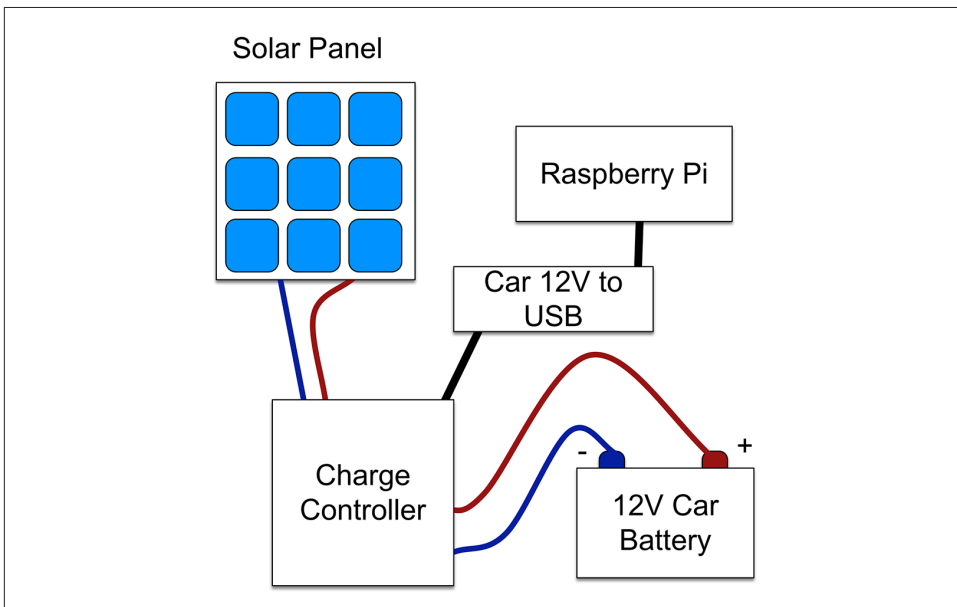 Solar Panel
Raspberry Pi
Car 12V to
USB
Charge
Controller
-
+
12V Car
Battery